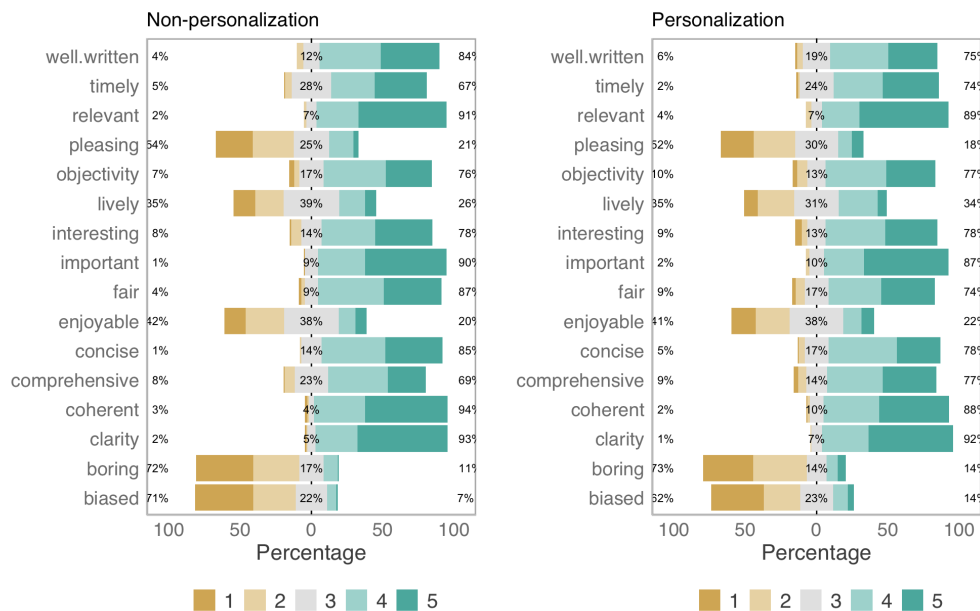 Non-personalization
well.written 4% 12% 84%
timely 5% 28% 67%
relevant 2% 7% 91%
pleasing 54% 25% 21%
objectivity 7% 17% 76%
lively 35% 39% 26%
interesting 8% 14% 78%
important 1% 9% 90%
fair 4% 9% 87%
enjoyable 42% 38% 20%
concise 1% 14% 85%
comprehensive 8% 23% 69%
coherent 3% 4% 94%
clarity 2% 5% 93%
boring 72% 17% 11%
biased 71% 22% 7%
100 50 0 50 100
Percentage
1 2 3 4 5
Personalization
well.written 6% 19% 75%
timely 2% 24% 74%
relevant 4% 7% 89%
pleasing 52% 30% 18%
objectivity 10% 13% 77%
lively 35% 31% 34%
interesting 9% 13% 78%
important 2% 10% 87%
fair 9% 17% 74%
enjoyable 41% 38% 22%
concise 5% 17% 78%
comprehensive 9% 14% 77%
coherent 2% 10% 88%
clarity 1% 7% 92%
boring 73% 14% 14%
biased 62% 23% 14%
100 50 0 50 100
Percentage
1 2 3 4 5